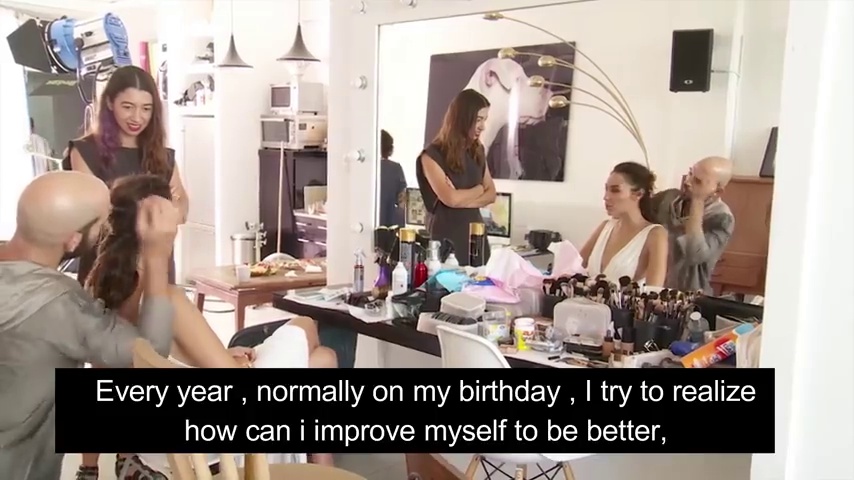 Every year , normally on my birthday , I try to realize
how can i improve myself to be better,